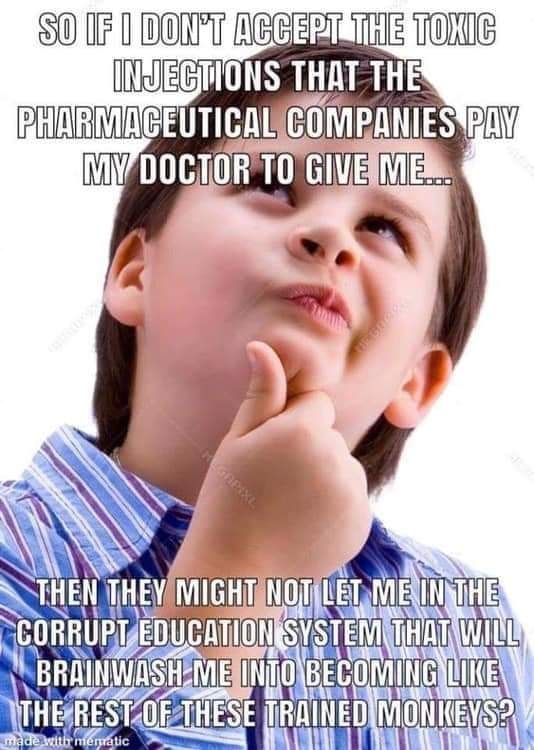 SO IF I DON'T ACCEPT THE TOXIC
INJECTIONS THAT THE
PHARMACEUTICAL COMPANIES PAY
MY DOCTOR TO GIVE ME...
MEGAPIXL
THEN THEY MIGHT NOT LET ME IN THE
CORRUPT EDUCATION SYSTEM THAT WILL
BRAINWASH ME INTO BECOMING LIKE
THE REST OF THESE TRAINED MONKEYS?
made with mematic